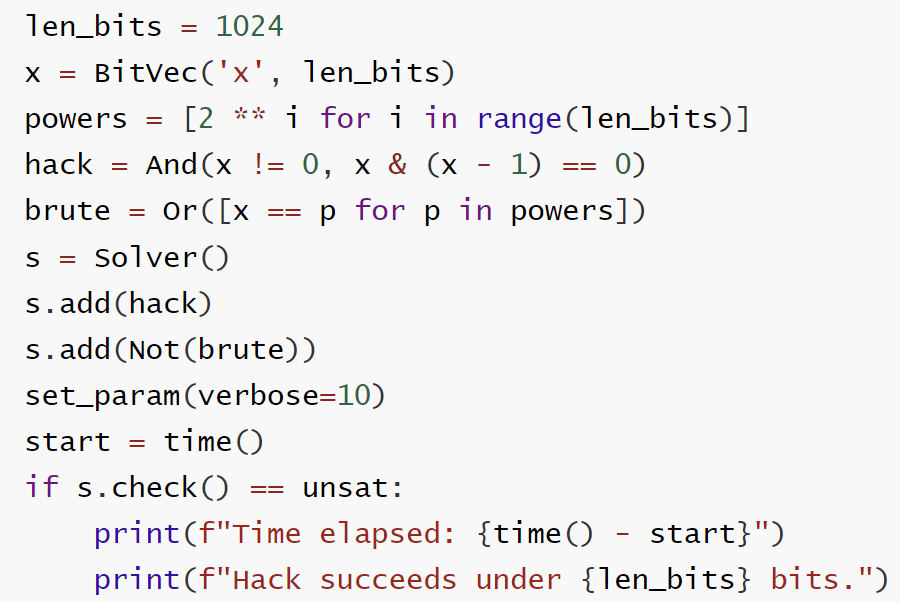 len_bits = 1024
x = BitVec('x', len_bits)
powers = [2 ** i for i in range(len_bits)]
hack = And(x != 0, x & (x - 1) == 0)
brute = Or([x == p for p in powers])
s = Solver()
s.add(hack)
s.add(Not(brute))
set_param(verbose=10)
start = time()
if s.check() == unsat:
    print(f"Time elapsed: {time() - start}")
    print(f"Hack succeeds under {len_bits} bits.")